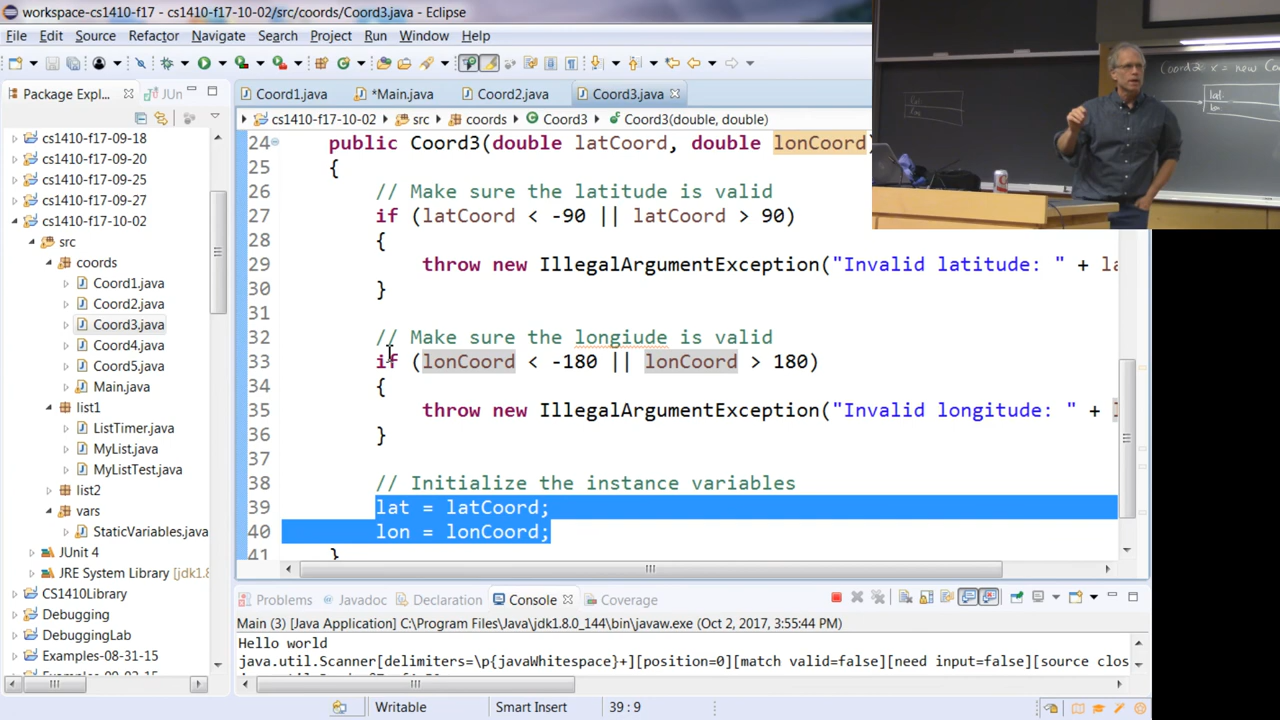 workspace-cs1410-f17 - cs1410-f17-10-02/src/coords/Coord3.java - Eclipse
File Edit Source Refactor Navigate Search Project Run Window Help
Package Expl... JUn
cs1410-f17-09-18
cs1410-f17-09-20
cs1410-f17-09-25
cs1410-f17-09-27
cs1410-f17-10-02
src
coords
Coord1.java
Coord2.java
Coord3.java
Coord4.java
Coord5.java
Main.java
list1
ListTimer.java
MyList.java
MyListTest.java
list2
vars
StaticVariables.java
JUnit 4
JRE System Library [jdk1.8
CS1410Library
Debugging
DebuggingLab
Examples-08-31-15
Coord1.java *Main.java Coord2.java Coord3.java
cs1410-f17-10-02 src coords Coord3 Coord3(double, double)
24 public Coord3(double latCoord, double lonCoord)
25 {
26 // Make sure the latitude is valid
27 if (latCoord < -90 || latCoord > 90)
28 {
29 throw new IllegalArgumentException("Invalid latitude: " + la
30 }
31
32 // Make sure the longiude is valid
33 if (lonCoord < -180 || lonCoord > 180)
34 {
35 throw new IllegalArgumentException("Invalid longitude: " + l
36 }
37
38 // Initialize the instance variables
39 lat = latCoord;
40 lon = lonCoord;
41 }
Problems Javadoc Declaration Console Coverage
Main (3) [Java Application] C:\Program Files\Java\jdk1.8.0_144\bin\javaw.exe (Oct 2, 2017, 3:55:44 PM)
Hello world
java.util.Scanner[delimiters=\p{javaWhitespace}+][position=0][match valid=false][need input=false][source clos
Writable Smart Insert 39 : 9
Coord2 x = new Co
lat
lon